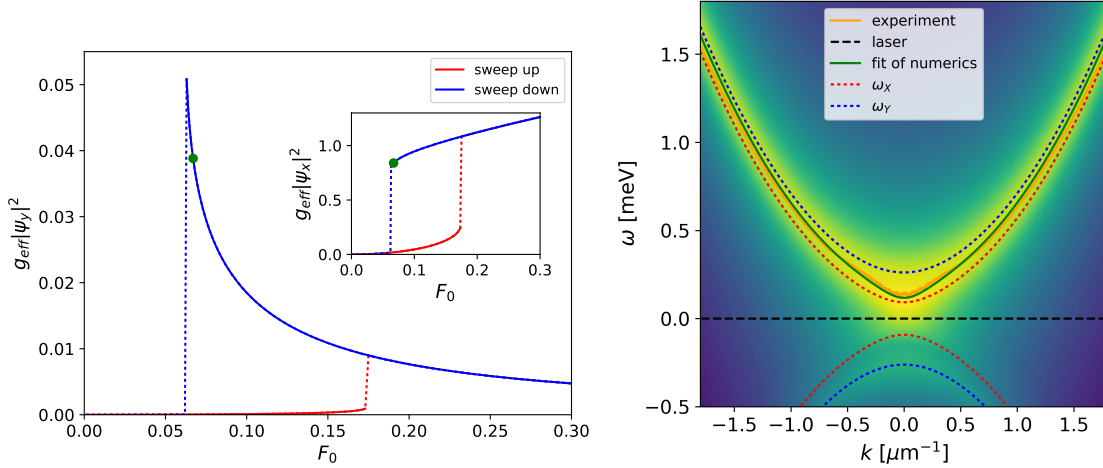 sweep up
sweep down
g_eff|ψ_Y|²
0.05
0.04
0.03
0.02
0.01
0.00
0.00 0.05 0.10 0.15 0.20 0.25 0.30
F₀
g_eff|ψ_X|²
1.0
0.5
0.0
0.0 0.1 0.2 0.3
F₀
experiment
laser
fit of numerics
ω_X
ω_Y
ω [meV]
1.5
1.0
0.5
0.0
−0.5
−1.5 −1.0 −0.5 0.0 0.5 1.0 1.5
k [μm⁻¹]